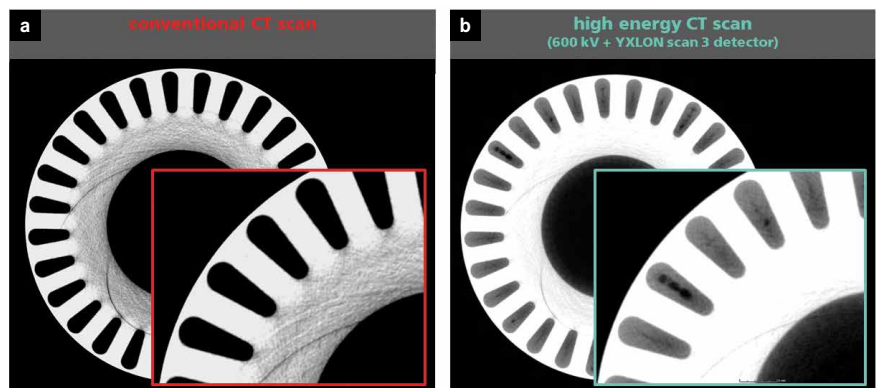 a
conventional CT scan
b
high energy CT scan
(600 kV + YXLON scan 3 detector)